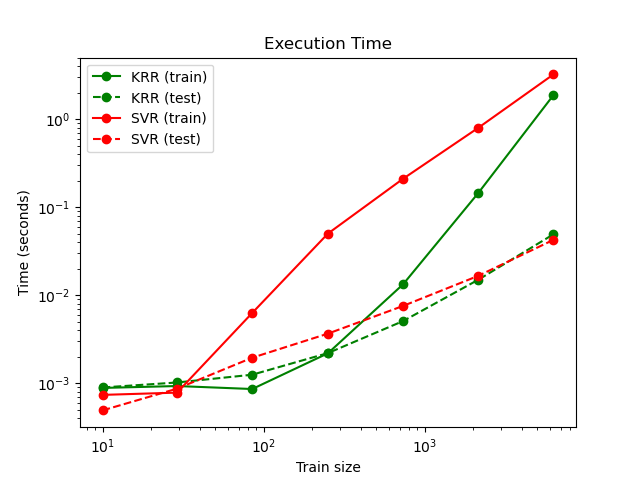 Execution Time
KRR (train)
KRR (test)
SVR (train)
SVR (test)
Time (seconds)
10⁰
10⁻¹
10⁻²
10⁻³
10¹ 10² 10³
Train size